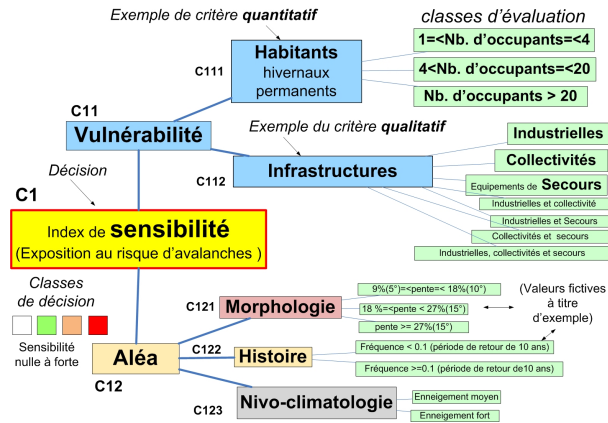 Exemple de critère quantitatif
classes d'évaluation
C111
Habitants
hivernaux
permanents
1=<Nb. d'occupants=<4
4<Nb. d'occupants=<20
Nb. d'occupants > 20
C11
Vulnérabilité
Exemple du critère qualitatif
C112
Infrastructures
Industrielles
Collectivités
Equipements de Secours
Industrielles et collectivité
Industrielles et Secours
Collectivités et secours
Industrielles, collectivités et secours
Décision
C1
Index de sensibilité
(Exposition au risque d'avalanches )
Classes
de décision
Sensibilité
nulle à forte
C121
Morphologie
9%(5°)=<pente=< 18%(10°)
18 %=<pente < 27%(15°)
pente >= 27%(15°)
(Valeurs fictives
à titre
d'exemple)
Aléa
C12
C122
Histoire
Fréquence < 0.1 (période de retour de 10 ans)
Fréquence >=0.1 (période de retour de10 ans)
C123
Nivo-climatologie
Enneigement moyen
Enneigement fort